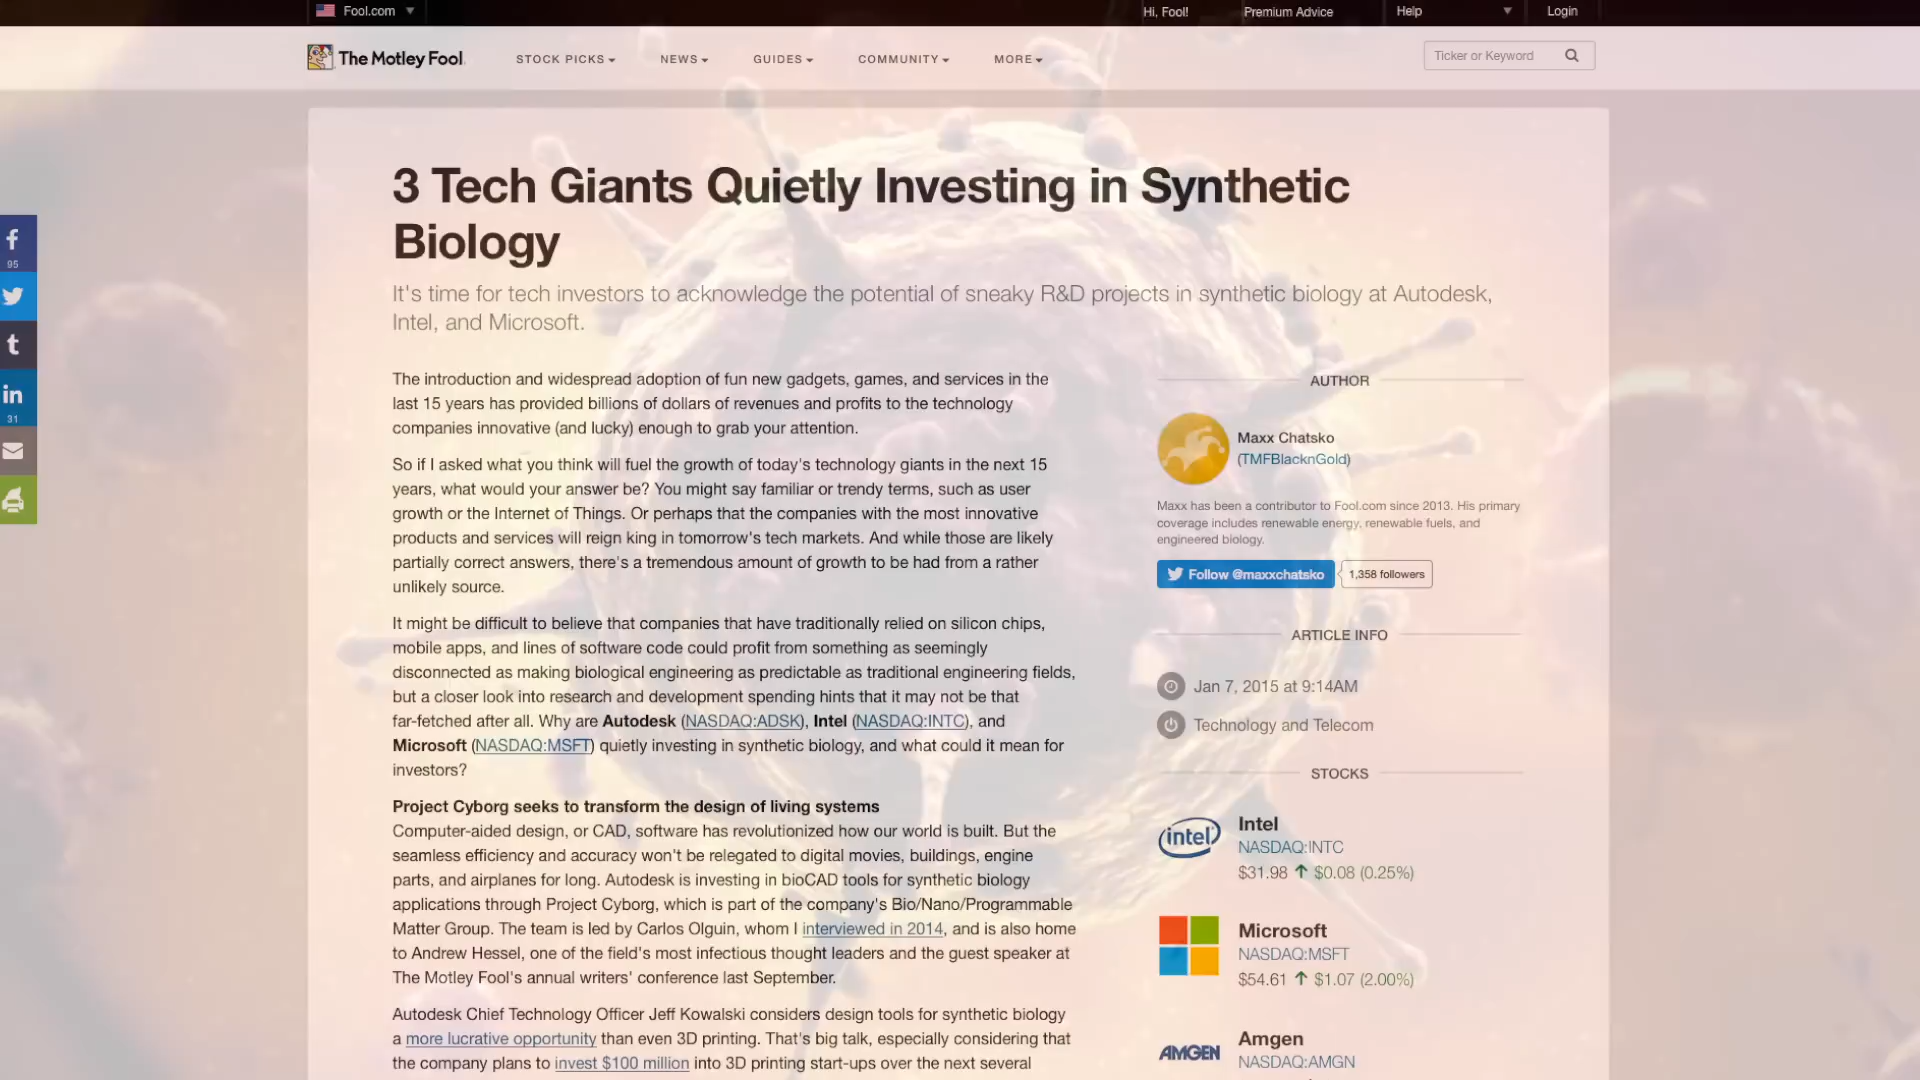 Fool.com
Hi, Fool!
Premium Advice
Help
Login
The Motley Fool
STOCK PICKS
NEWS
GUIDES
COMMUNITY
MORE
Ticker or Keyword
3 Tech Giants Quietly Investing in Synthetic
Biology
It's time for tech investors to acknowledge the potential of sneaky R&D projects in synthetic biology at Autodesk,
Intel, and Microsoft.
f
95
t
in
31
The introduction and widespread adoption of fun new gadgets, games, and services in the
last 15 years has provided billions of dollars of revenues and profits to the technology
companies innovative (and lucky) enough to grab your attention.
So if I asked what you think will fuel the growth of today's technology giants in the next 15
years, what would your answer be? You might say familiar or trendy terms, such as user
growth or the Internet of Things. Or perhaps that the companies with the most innovative
products and services will reign king in tomorrow's tech markets. And while those are likely
partially correct answers, there's a tremendous amount of growth to be had from a rather
unlikely source.
It might be difficult to believe that companies that have traditionally relied on silicon chips,
mobile apps, and lines of software code could profit from something as seemingly
disconnected as making biological engineering as predictable as traditional engineering fields,
but a closer look into research and development spending hints that it may not be that
far-fetched after all. Why are Autodesk (NASDAQ:ADSK), Intel (NASDAQ:INTC), and
Microsoft (NASDAQ:MSFT) quietly investing in synthetic biology, and what could it mean for
investors?
Project Cyborg seeks to transform the design of living systems
Computer-aided design, or CAD, software has revolutionized how our world is built. But the
seamless efficiency and accuracy won't be relegated to digital movies, buildings, engine
parts, and airplanes for long. Autodesk is investing in bioCAD tools for synthetic biology
applications through Project Cyborg, which is part of the company's Bio/Nano/Programmable
Matter Group. The team is led by Carlos Olguin, whom I interviewed in 2014, and is also home
to Andrew Hessel, one of the field's most infectious thought leaders and the guest speaker at
The Motley Fool's annual writers' conference last September.
Autodesk Chief Technology Officer Jeff Kowalski considers design tools for synthetic biology
a more lucrative opportunity than even 3D printing. That's big talk, especially considering that
the company plans to invest $100 million into 3D printing start-ups over the next several
AUTHOR
Maxx Chatsko
(TMFBlacknGold)
Maxx has been a contributor to Fool.com since 2013. His primary
coverage includes renewable energy, renewable fuels, and
engineered biology.
Follow @maxxchatsko
1,358 followers
ARTICLE INFO
Jan 7, 2015 at 9:14AM
Technology and Telecom
STOCKS
intel
Intel
NASDAQ:INTC
$31.98 ↑ $0.08 (0.25%)
Microsoft
NASDAQ:MSFT
$54.61 ↑ $1.07 (2.00%)
AMGEN
Amgen
NASDAQ:AMGN